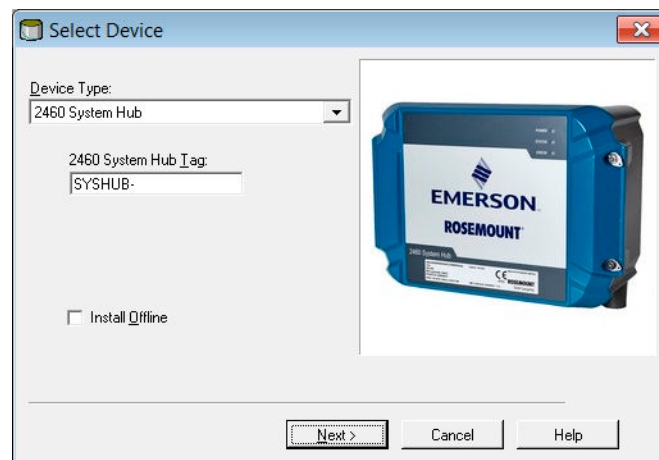 Select Device
Device Type:
2460 System Hub
2460 System Hub Tag:
SYSHUB-
Install Offline
EMERSON
ROSEMOUNT
2460 System Hub
Next >
Cancel
Help